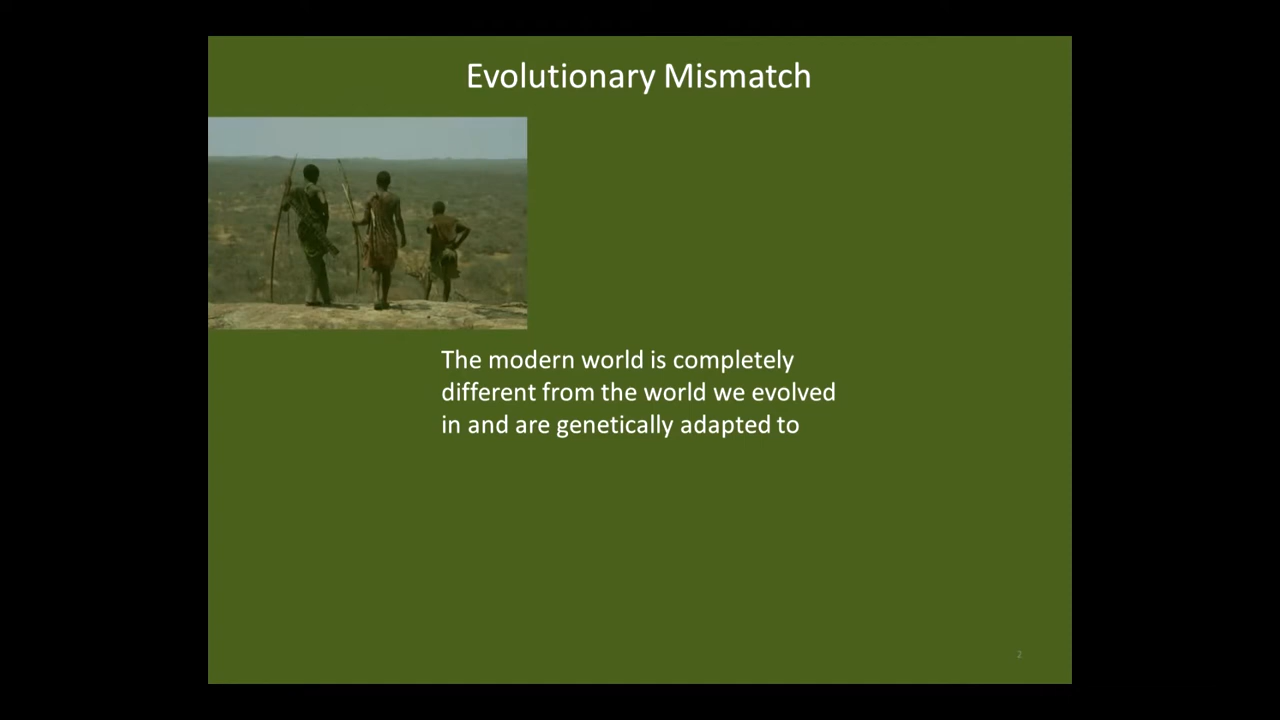 Evolutionary Mismatch
The modern world is completely
different from the world we evolved
in and are genetically adapted to
2